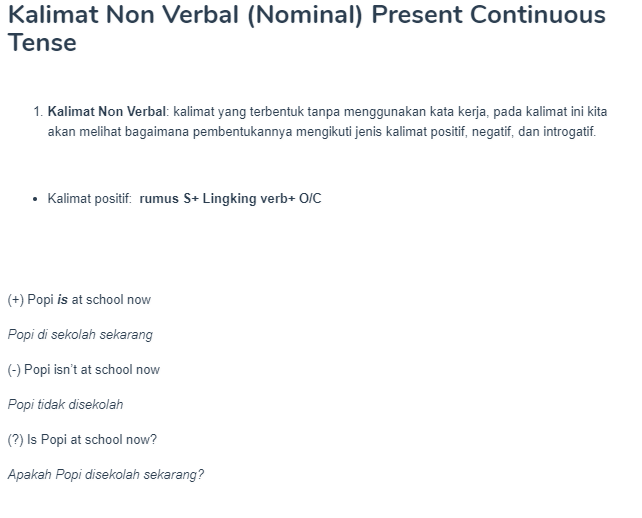 Kalimat Non Verbal (Nominal) Present Continuous
Tense
1. Kalimat Non Verbal: kalimat yang terbentuk tanpa menggunakan kata kerja, pada kalimat ini kita
akan melihat bagaimana pembentukannya mengikuti jenis kalimat positif, negatif, dan introgatif.
• Kalimat positif: rumus S+ Lingking verb+ O/C
(+) Popi is at school now
Popi di sekolah sekarang
(-) Popi isn't at school now
Popi tidak disekolah
(?) Is Popi at school now?
Apakah Popi disekolah sekarang?